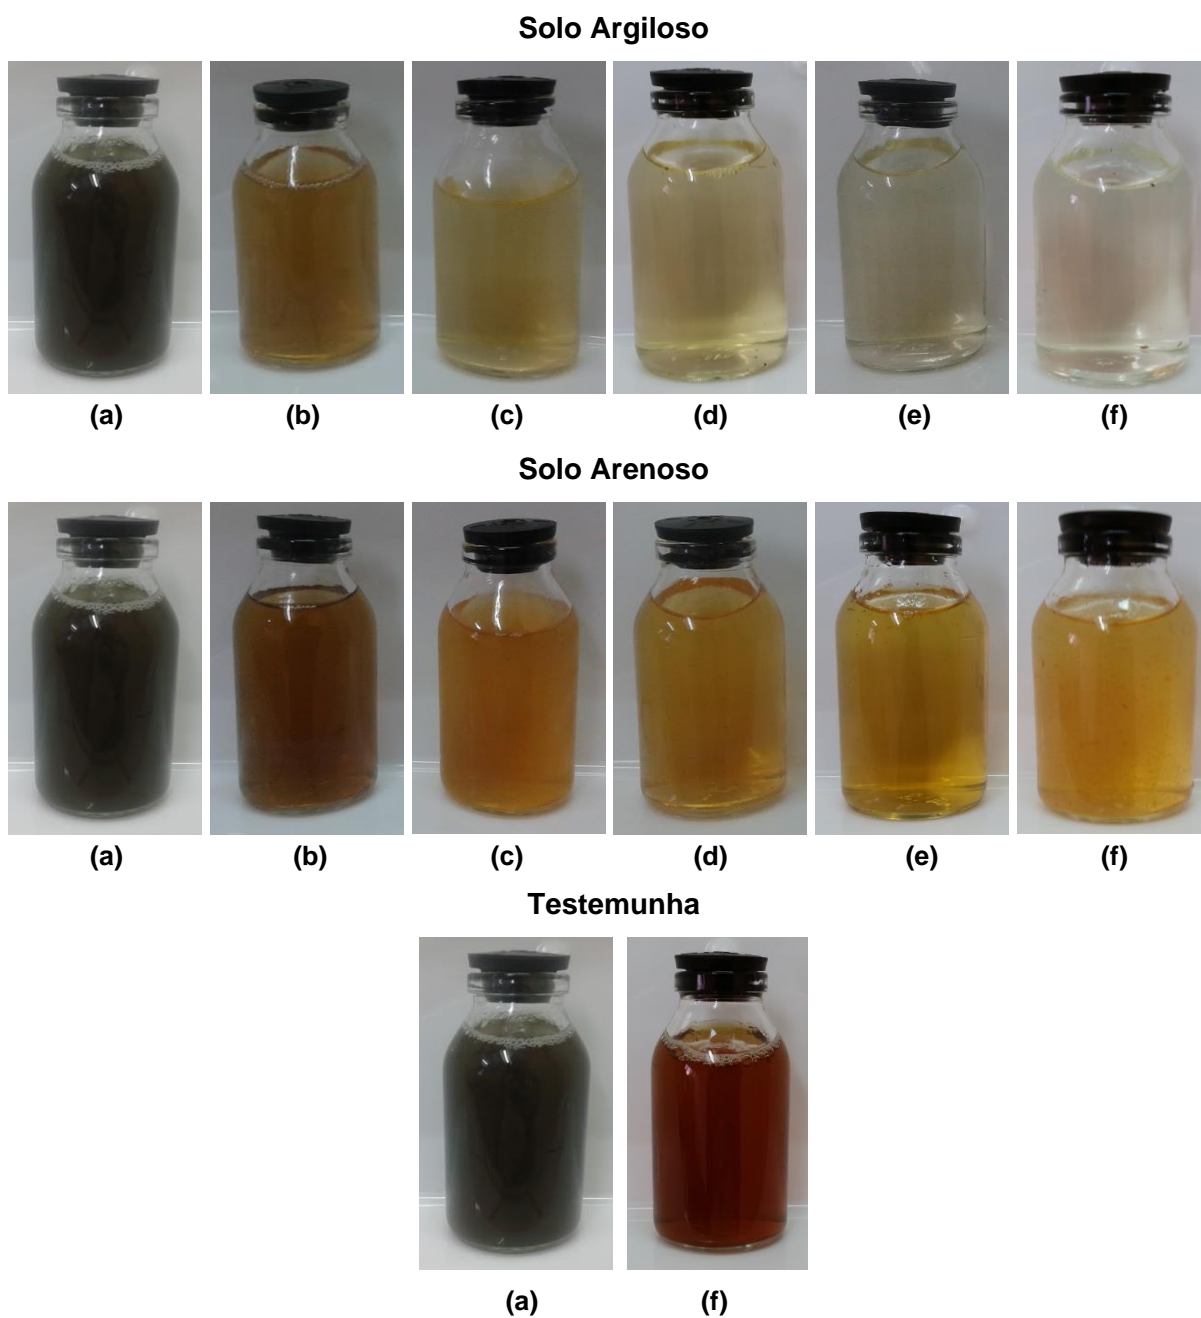 Solo Argiloso
(a) (b) (c) (d) (e) (f)
Solo Arenoso
(a) (b) (c) (d) (e) (f)
Testemunha
(a) (f)